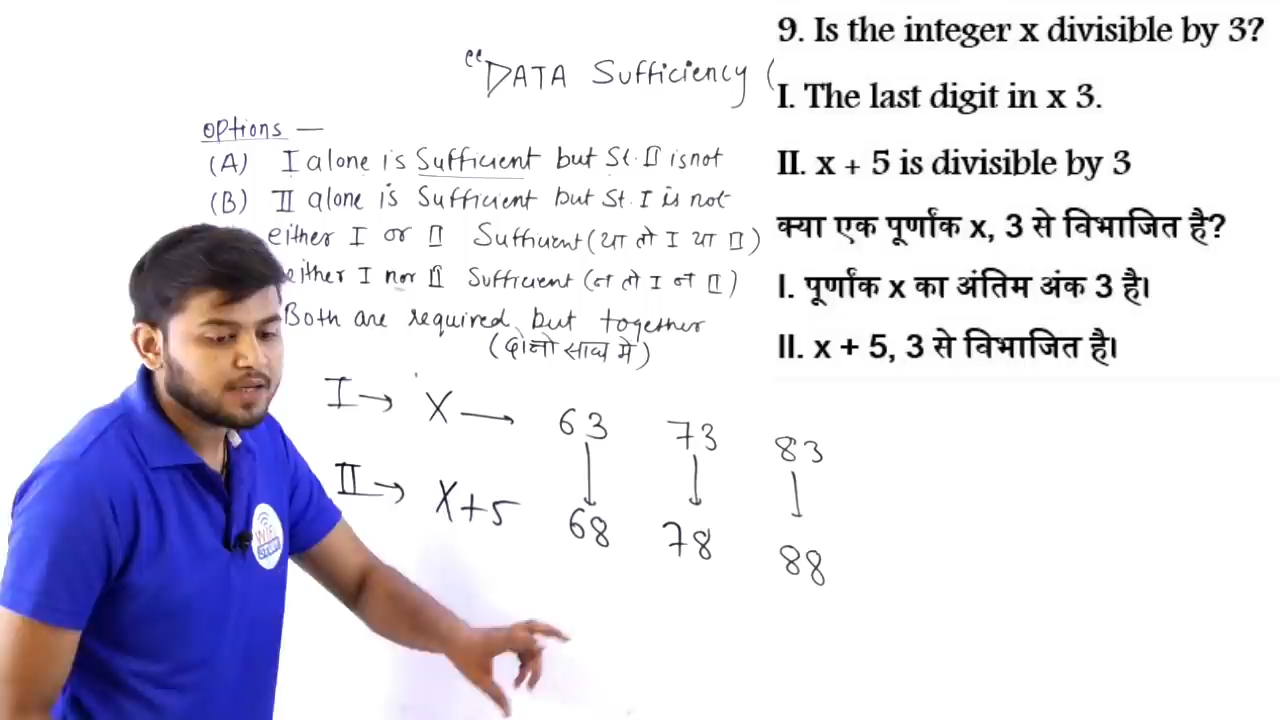 “DATA Sufficiency (
options —
(A) I alone is Sufficient but St. II is not
(B) II alone is Sufficient but St. I is not
either I or II Sufficient (या तो I या II)
either I nor II Sufficient (न तो I न II)
Both are required but together
(दोनो साथ मे)
I → X → 63 73 83
II → X+5 68 78 88
9. Is the integer x divisible by 3?
I. The last digit in x 3.
II. x + 5 is divisible by 3
क्या एक पूर्णांक x, 3 से विभाजित है?
I. पूर्णांक x का अंतिम अंक 3 है।
II. x + 5, 3 से विभाजित है।